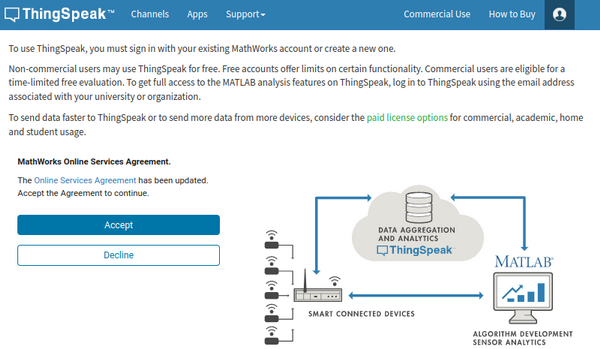 ThingSpeak™ Channels Apps Support Commercial Use How to Buy
To use ThingSpeak, you must sign in with your existing MathWorks account or create a new one.
Non-commercial users may use ThingSpeak for free. Free accounts offer limits on certain functionality. Commercial users are eligible for a
time-limited free evaluation. To get full access to the MATLAB analysis features on ThingSpeak, log in to ThingSpeak using the email address
associated with your university or organization.
To send data faster to ThingSpeak or to send more data from more devices, consider the paid license options for commercial, academic, home
and student usage.
MathWorks Online Services Agreement.
The Online Services Agreement has been updated.
Accept the Agreement to continue.
Accept
Decline
DATA AGGREGATION
AND ANALYTICS
ThingSpeak
MATLAB®
SMART CONNECTED DEVICES
ALGORITHM DEVELOPMENT
SENSOR ANALYTICS